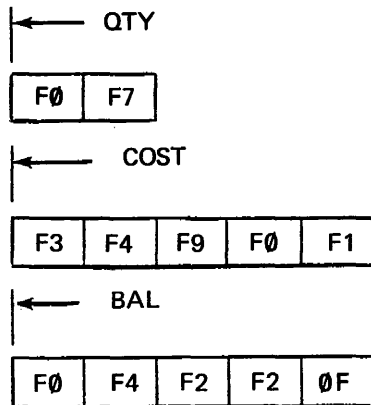 QTY
FØ F7
COST
F3 F4 F9 FØ F1
BAL
FØ F4 F2 F2 ØF